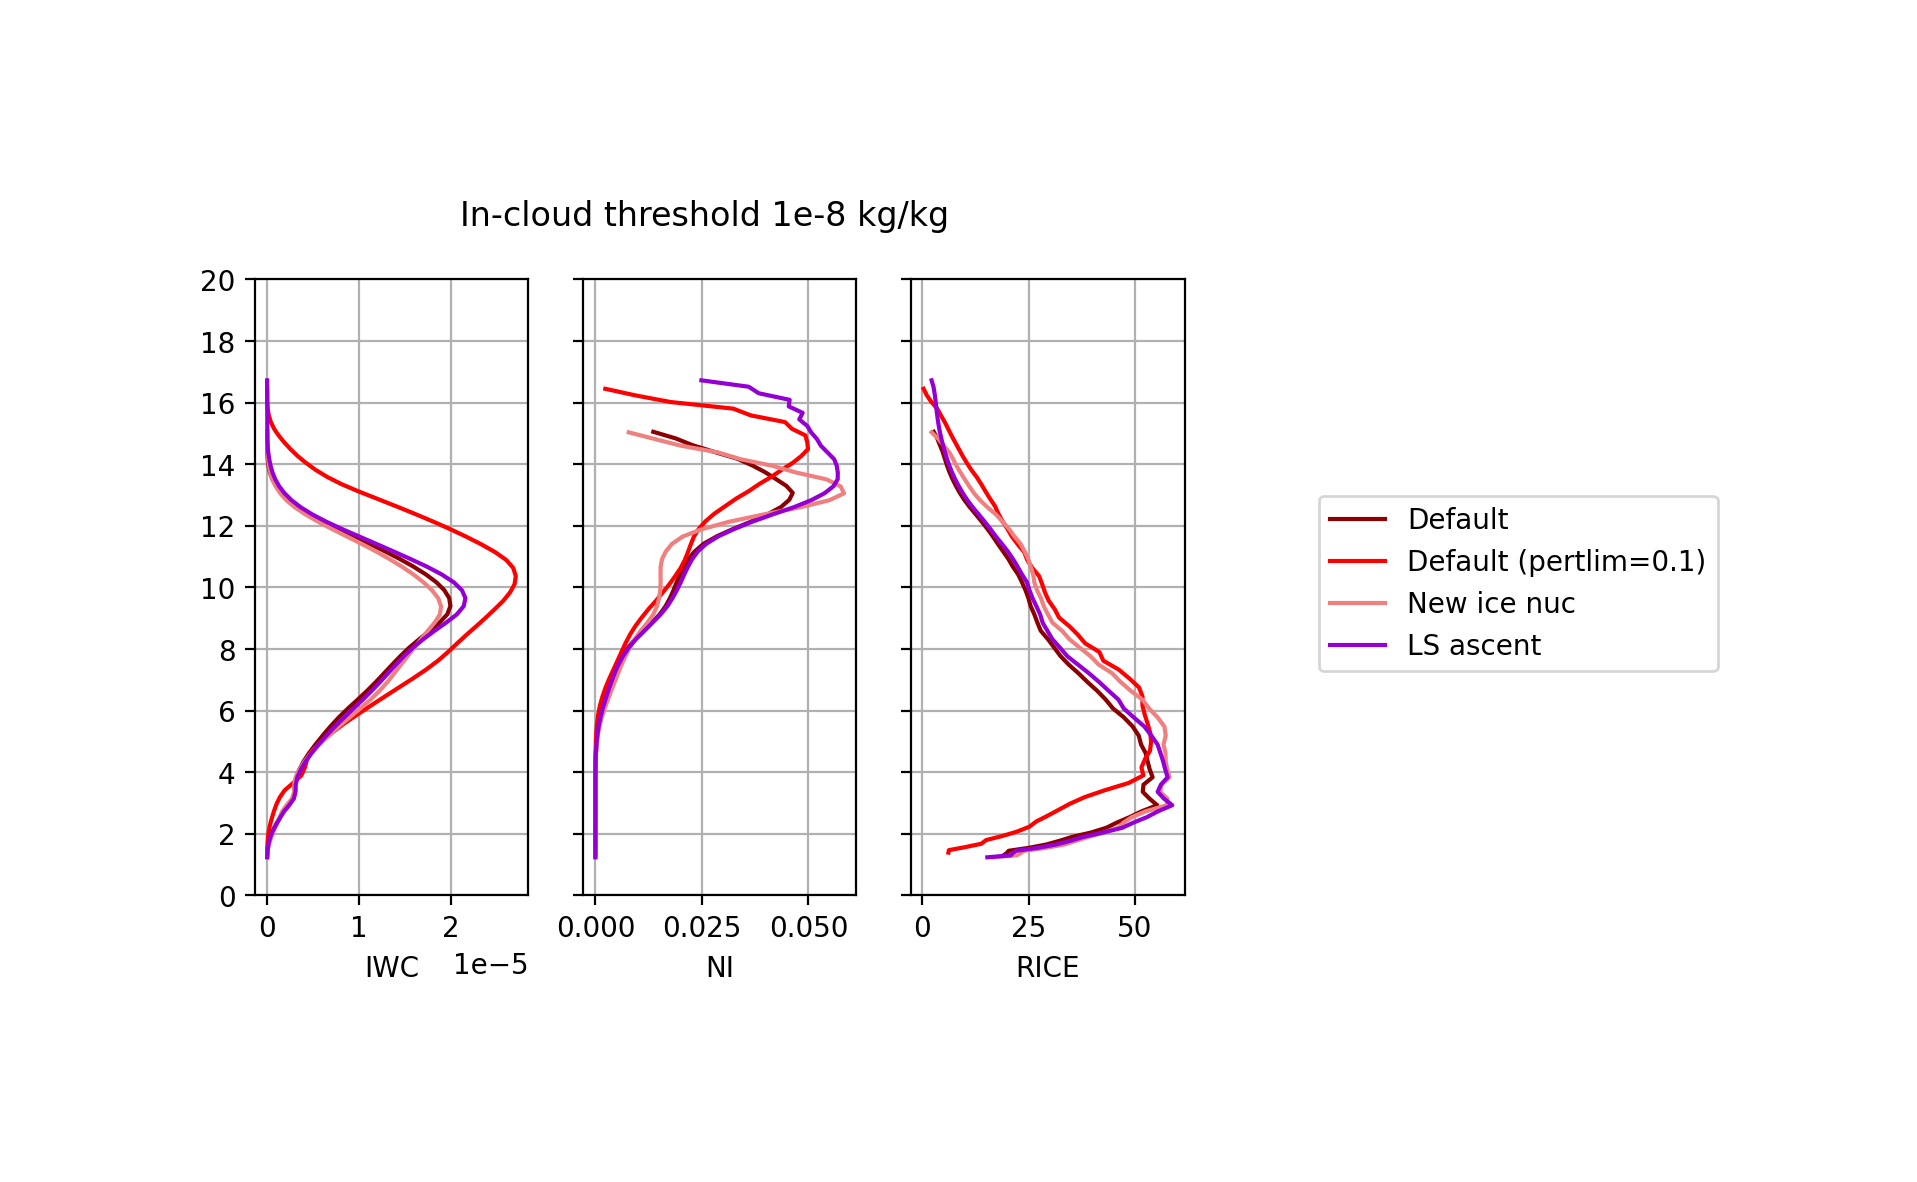 In-cloud threshold 1e-8 kg/kg
20
18
16
14
12
10
8
6
4
2
0
0 1 2
1e−5
IWC
0.000 0.025 0.050
NI
0 25 50
RICE
Default
Default (pertlim=0.1)
New ice nuc
LS ascent